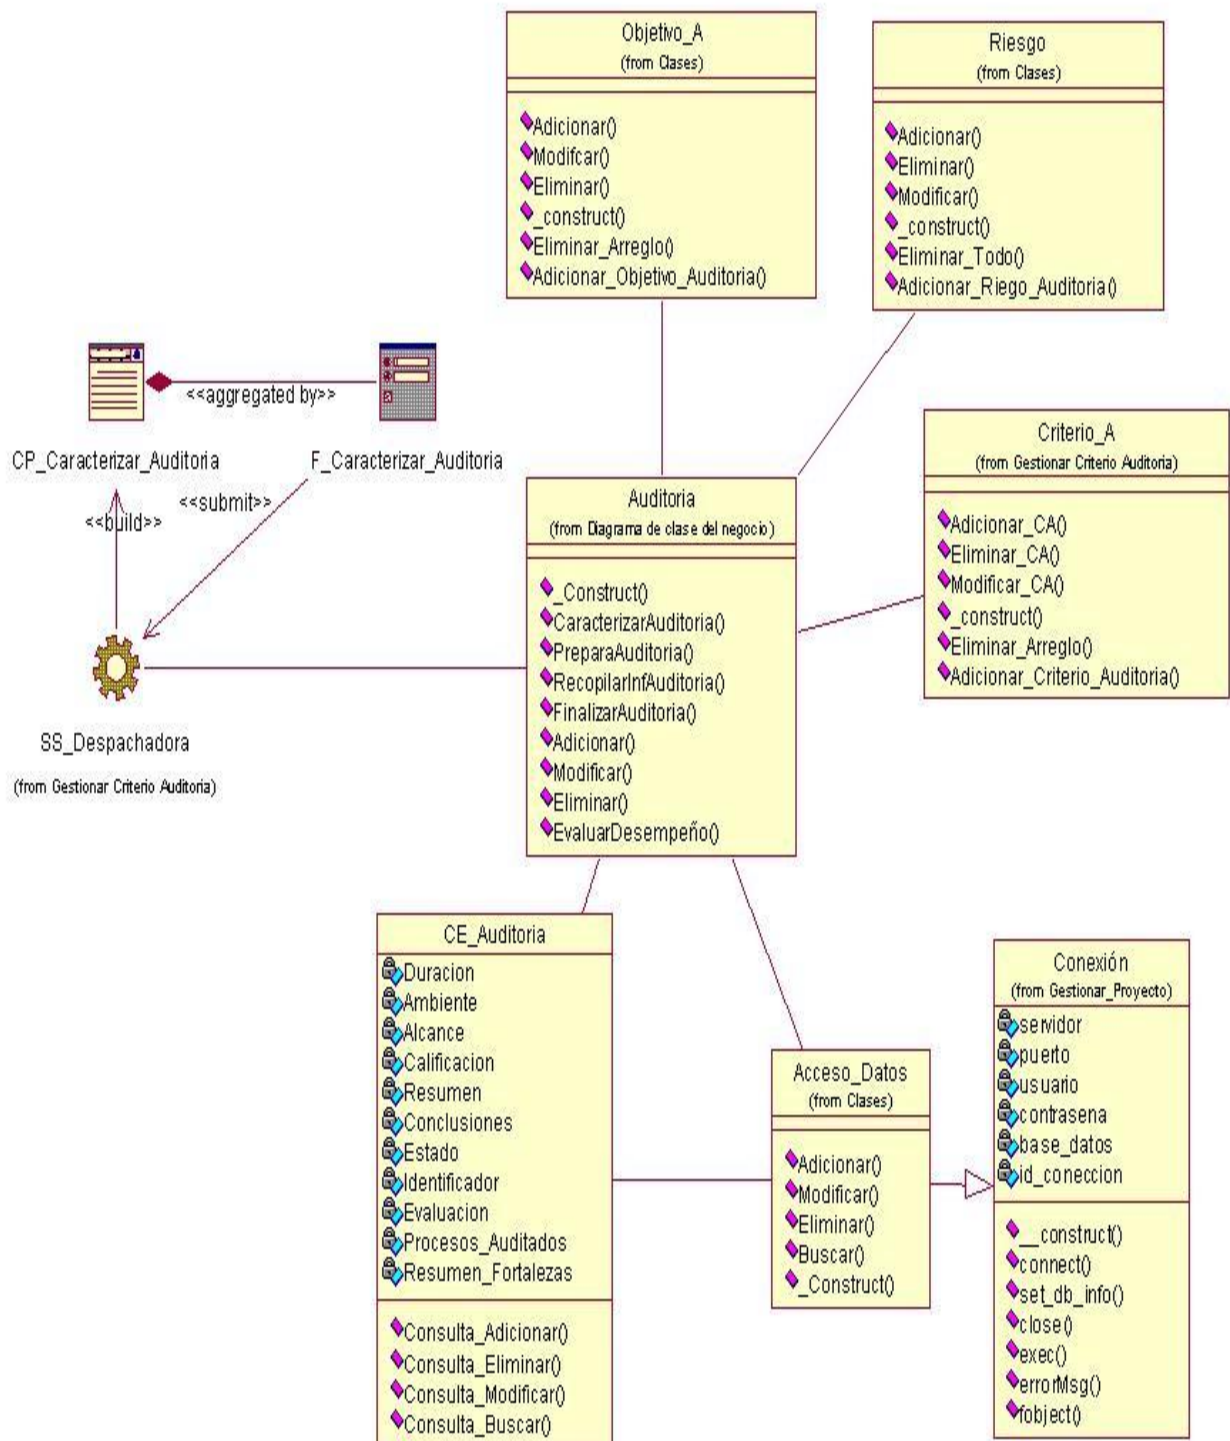 Objetivo_A
(from Clases)
Adicionar()
Modifcar()
Eliminar()
_construct()
Eliminar_Arreglo()
Adicionar_Objetivo_Auditoria()
Riesgo
(from Clases)
Adicionar()
Eliminar()
Modificar()
_construct()
Eliminar_Todo()
Adicionar_Riego_Auditoria()
<<aggregated by>>
CP_Caracterizar_Auditoria
F_Caracterizar_Auditoria
<<submit>>
<<build>>
SS_Despachadora
(from Gestionar Criterio Auditoria)
Auditoria
(from Diagrama de clase del negocio)
_Construct()
CaracterizarAuditoria()
PreparaAuditoria()
RecopilarInfAuditoria()
FinalizarAuditoria()
Adicionar()
Modificar()
Eliminar()
EvaluarDesempeño()
Criterio_A
(from Gestionar Criterio Auditoria)
Adicionar_CA()
Eliminar_CA()
Modificar_CA()
_construct()
Eliminar_Arreglo()
Adicionar_Criterio_Auditoria()
CE_Auditoria
Duracion
Ambiente
Alcance
Calificacion
Resumen
Conclusiones
Estado
Identificador
Evaluacion
Procesos_Auditados
Resumen_Fortalezas
Consulta_Adicionar()
Consulta_Eliminar()
Consulta_Modificar()
Consulta_Buscar()
Acceso_Datos
(from Clases)
Adicionar()
Modificar()
Eliminar()
Buscar()
_Construct()
Conexión
(from Gestionar_Proyecto)
servidor
puerto
usuario
contrasena
base_datos
id_coneccion
__construct()
connect()
set_db_info()
close()
exec()
errorMsg()
fobject()